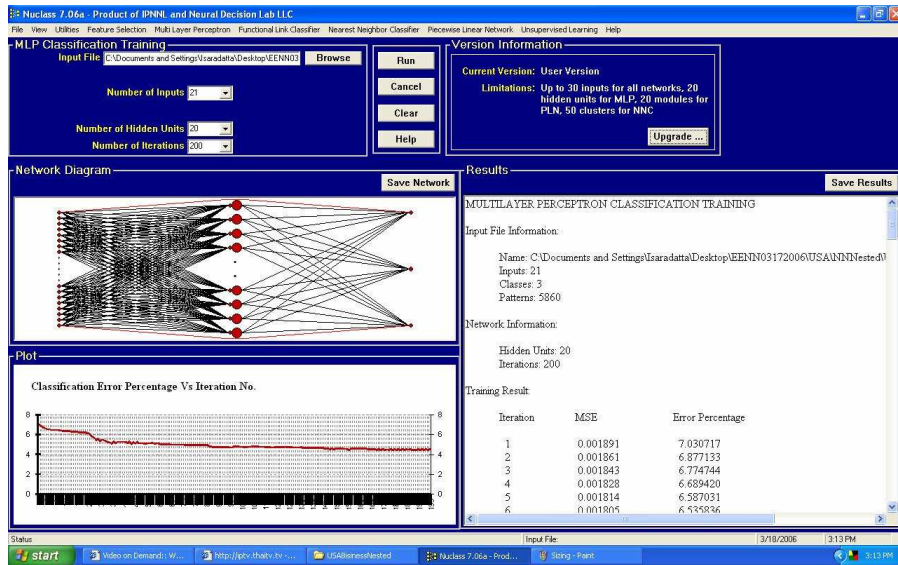 Nuclass 7.06a - Product of IPNNL and Neural Decision Lab LLC
File View Utilities Feature Selection Multi Layer Perceptron Functional Link Classifier Nearest Neighbor Classifier Piecewise Linear Network Unsupervised Learning Help
MLP Classification Training
Input File C:\Documents and Settings\Isaradatta\Desktop\EENN03 Browse
Number of Inputs 21
Number of Hidden Units 20
Number of Iterations 200
Run
Cancel
Clear
Help
Version Information
Current Version: User Version
Limitations: Up to 30 inputs for all networks, 20
hidden units for MLP, 20 modules for
PLN, 50 clusters for NNC
Upgrade ...
Network Diagram
Save Network
Plot
Classification Error Percentage Vs Iteration No.
8 8
6 6
4 4
2 2
0 0
Results
Save Results
MULTILAYER PERCEPTRON CLASSIFICATION TRAINING
Input File Information:
Name: C:\Documents and Settings\Isaradatta\Desktop\EENN03172006\USA\NNNested\
Inputs: 21
Classes: 3
Patterns: 5860
Network Information:
Hidden Units: 20
Iterations: 200
Training Result:
Iteration MSE Error Percentage
1 0.001891 7.030717
2 0.001861 6.877133
3 0.001843 6.774744
4 0.001828 6.689420
5 0.001814 6.587031
6 0.001805 6.535836
Status Input File: 3/18/2006 3:13 PM
start Video on Demand:: W... http://iptv.thaitv.tv -... USABisnessNested Nuclass 7.06a - Prod... Sizing - Paint 3:13 PM